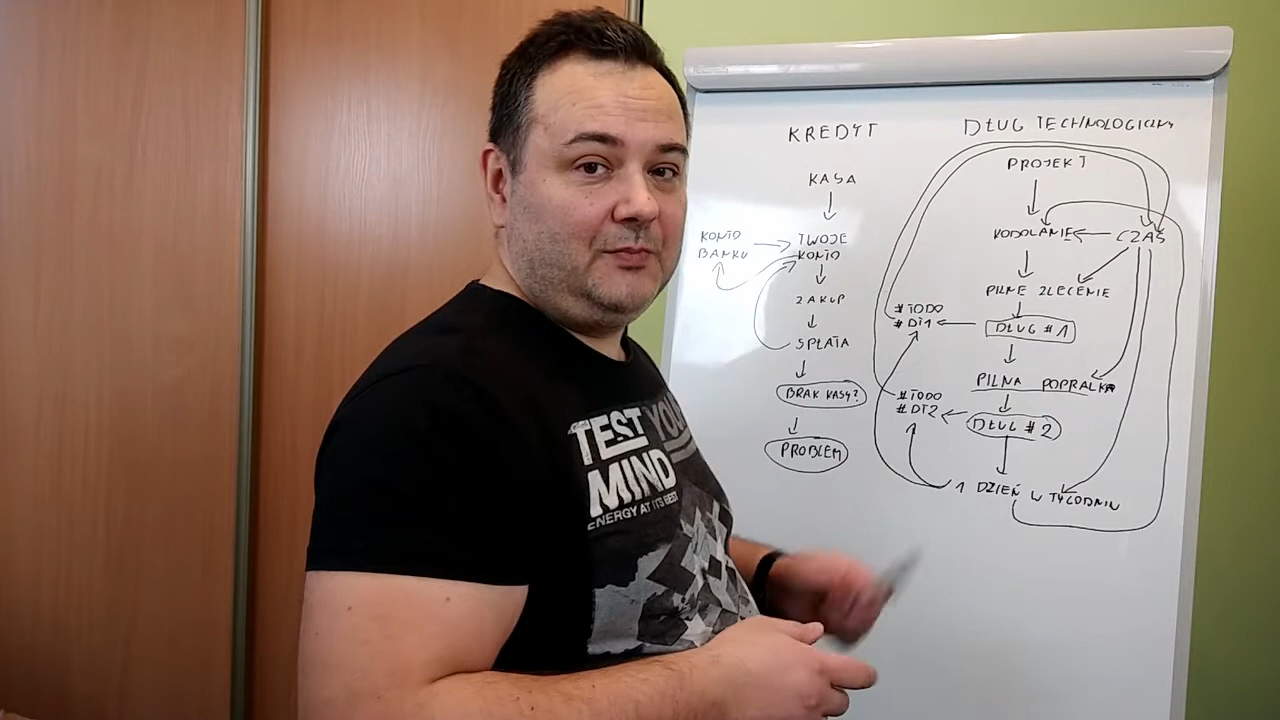 KREDYT
KASA
KONTO
BANKU
TWOJE
KONTO
ZAKUP
SPŁATA
BRAK KASY?
PROBLEM
DŁUG TECHNOLOGICZNY
PROJEKT
KODOWANIE
CZAS
PILNE ZLECENIE
#TODO
#DT1
DŁUG #1
PILNA POPRAWKA
#TODO
#DT2
DŁUG #2
1 DZIEŃ W TYGODNIU
TEST YOUR
MIND
ENERGY AT ITS BEST